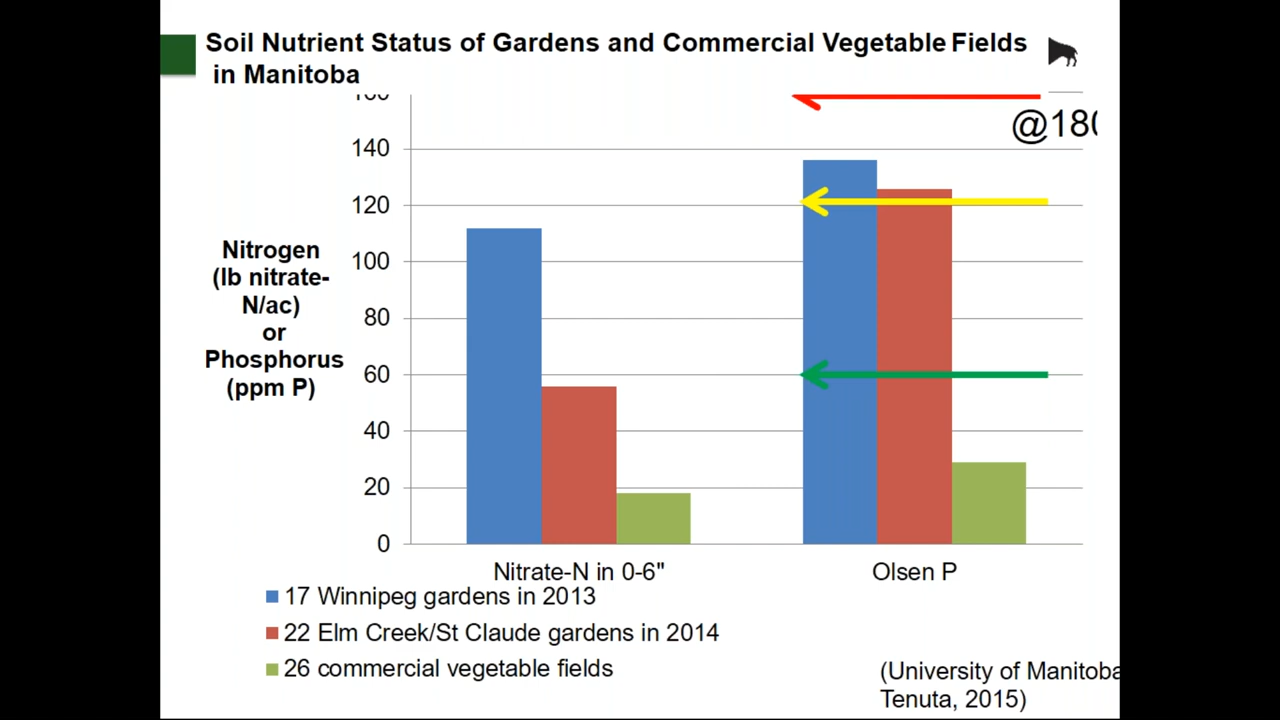 Soil Nutrient Status of Gardens and Commercial Vegetable Fields
in Manitoba
160
@180
140
120
100
80
60
40
20
0
Nitrogen
(lb nitrate-
N/ac)
or
Phosphorus
(ppm P)
Nitrate-N in 0-6"
Olsen P
17 Winnipeg gardens in 2013
22 Elm Creek/St Claude gardens in 2014
26 commercial vegetable fields
(University of Manitoba
Tenuta, 2015)